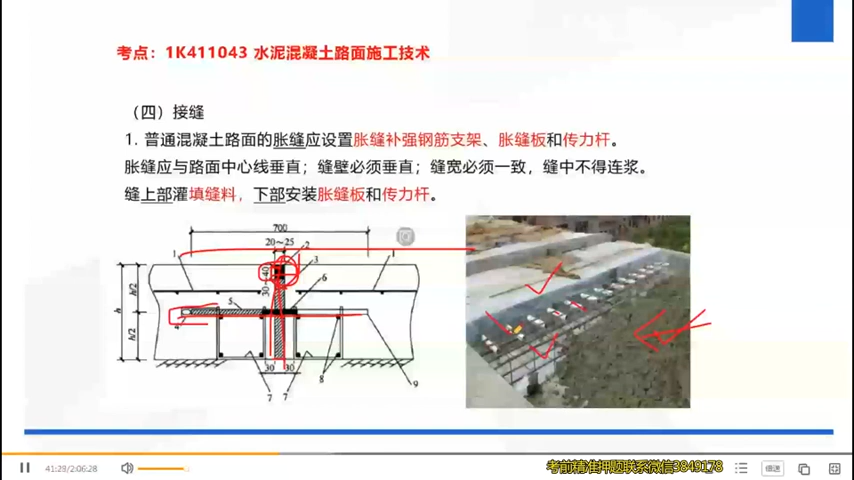 考点：1K411043 水泥混凝土路面施工技术
（四）接缝
1. 普通混凝土路面的胀缝应设置胀缝补强钢筋支架、胀缝板和传力杆。
胀缝应与路面中心线垂直；缝壁必须垂直；缝宽必须一致，缝中不得连浆。
缝上部灌填缝料，下部安装胀缝板和传力杆。
700
20~25
1
2
1
3
30~40
6
h/2
h
5
4
h/2
30 30
8
9
7 7
41:29/2:06:28
考前精准押题联系微信3849178
倍速